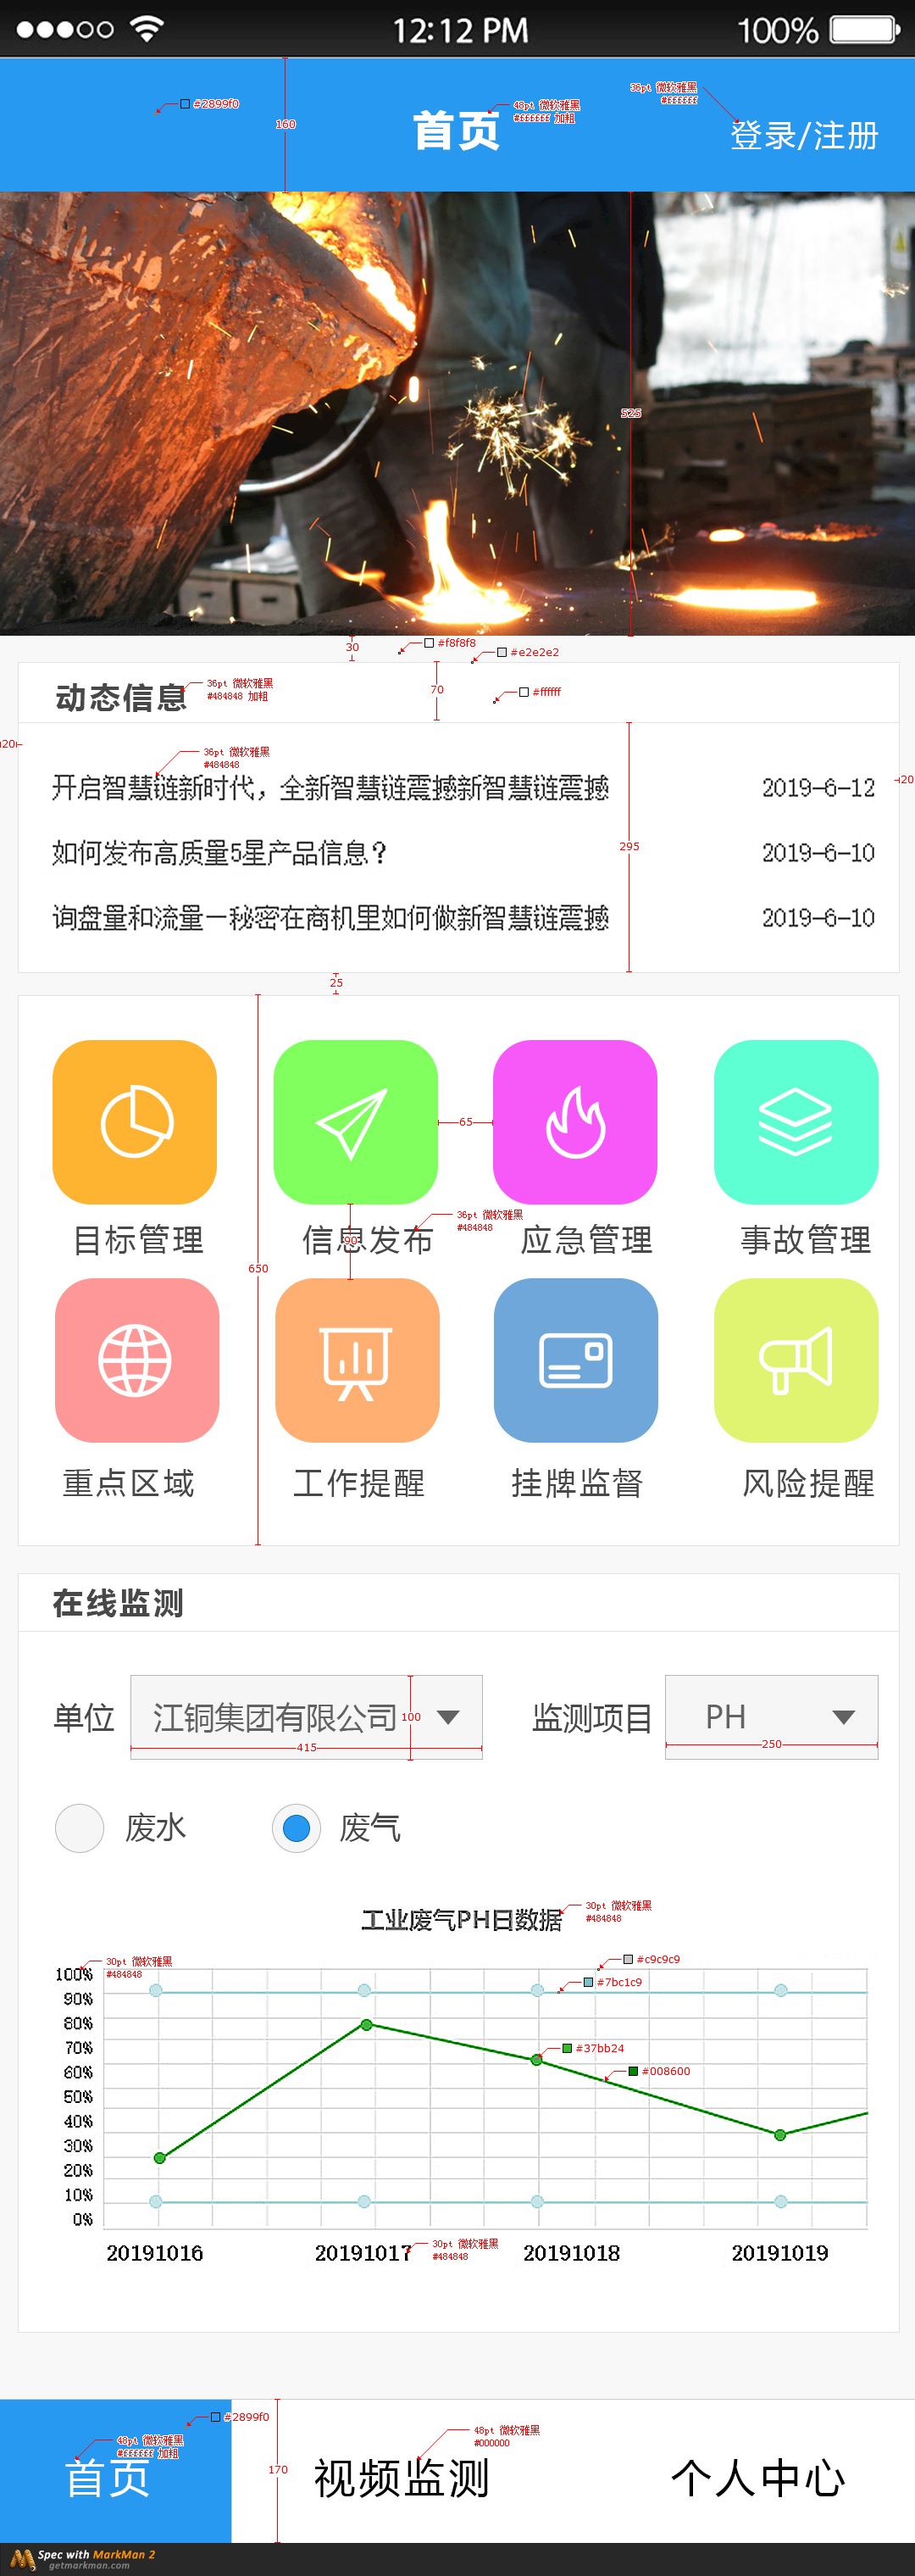 12:12 PM 100%
#2899f0
160
首页
48pt 微软雅黑
#ffffff 加粗
36pt 微软雅黑
#ffffff
登录/注册
525
30
#f8f8f8
#e2e2e2
动态信息
36pt 微软雅黑
#484848 加粗
70
#ffffff
20
36pt 微软雅黑
#484848
20
开启智慧链新时代，全新智慧链震撼新智慧链震撼 2019-6-12
如何发布高质量5星产品信息？ 2019-6-10
295
询盘量和流量一秘密在商机里如何做新智慧链震撼 2019-6-10
25
65
目标管理 信息发布 应急管理 事故管理
36pt 微软雅黑
#484848
90
650
重点区域 工作提醒 挂牌监督 风险提醒
在线监测
单位 江铜集团有限公司 100 监测项目 PH
415 250
废水 废气
工业废气PH日数据
30pt 微软雅黑
#484848
30pt 微软雅黑
#484848
#c9c9c9
#7bc1c9
100%
90%
80%
70%
60%
50%
40%
30%
20%
10%
0%
#37bb24
#008600
20191016 20191017 20191018 20191019
30pt 微软雅黑
#484848
#2899f0
48pt 微软雅黑
#ffffff 加粗
首页
170
48pt 微软雅黑
#000000
视频监测 个人中心
Spec with MarkMan 2
getmarkman.com